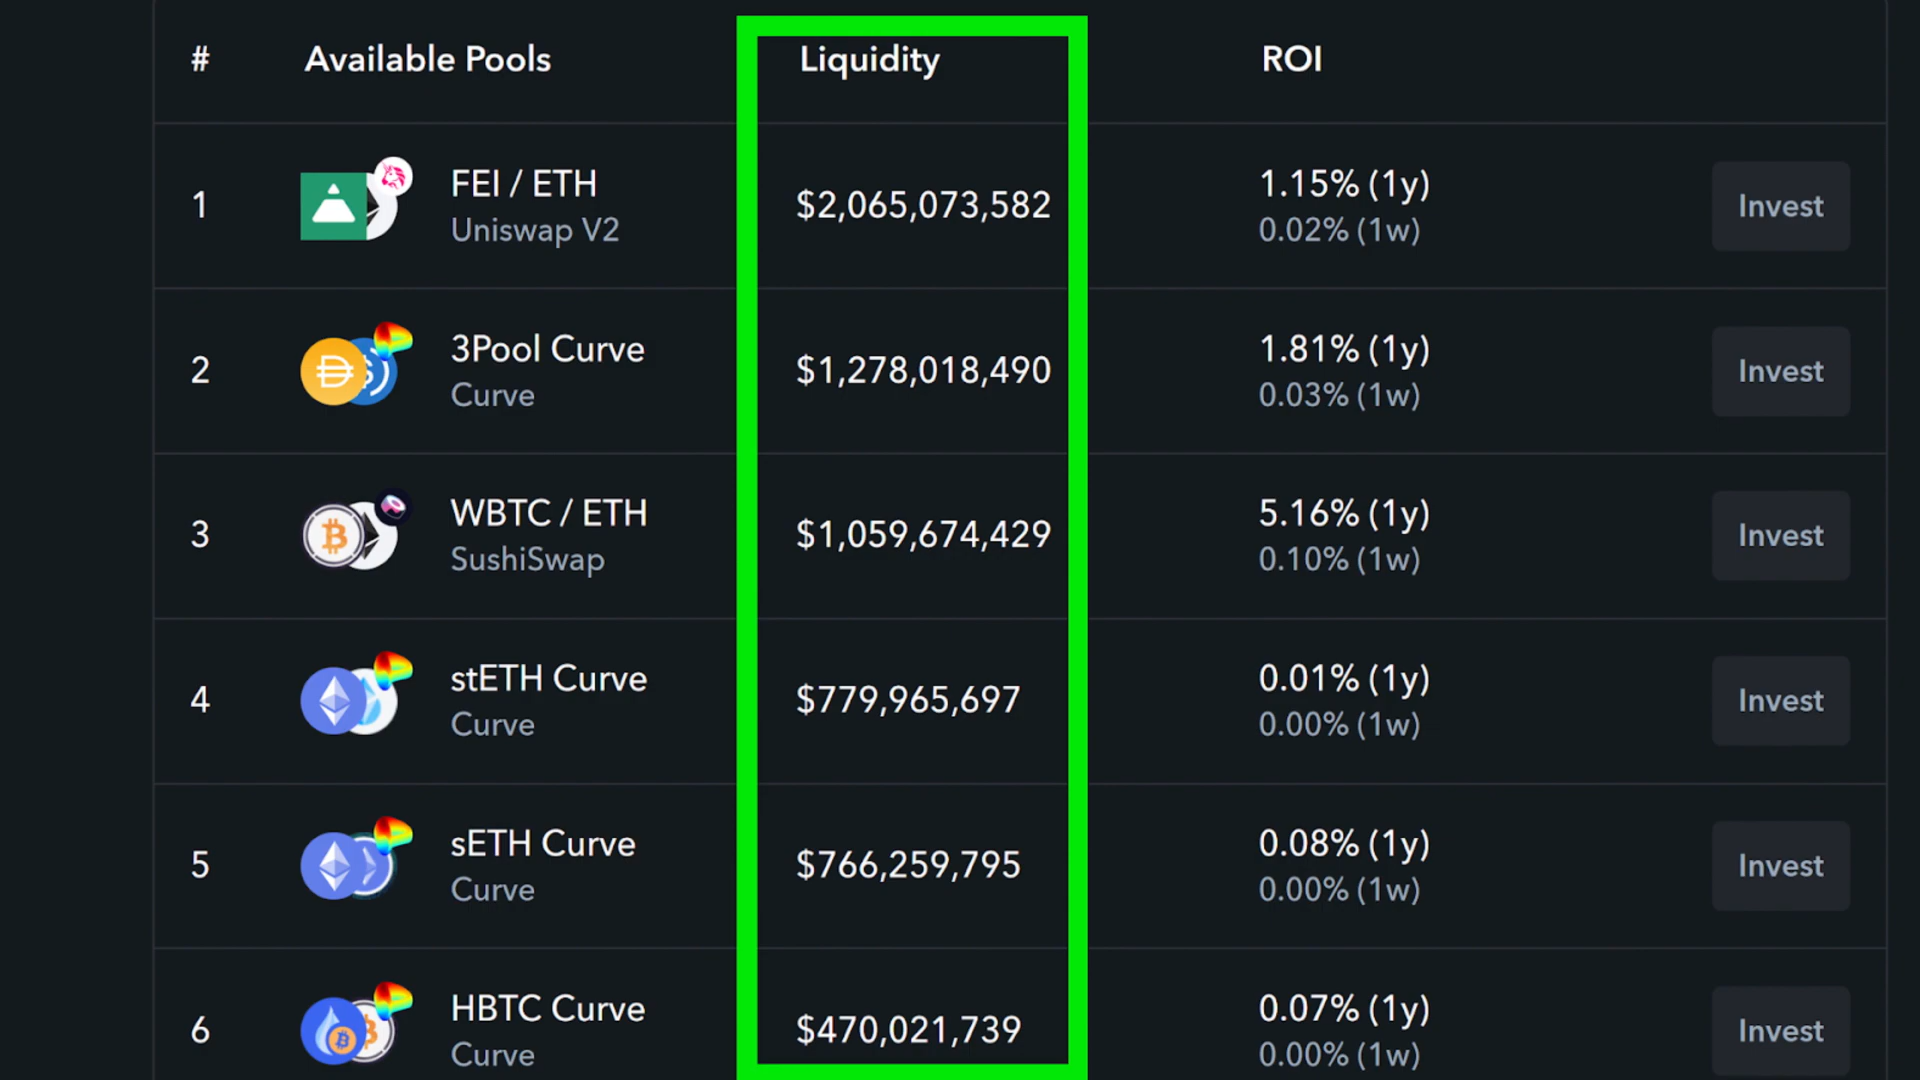 # Available Pools Liquidity ROI
1 FEI / ETH $2,065,073,582 1.15% (1y) Invest
Uniswap V2 0.02% (1w)
2 3Pool Curve $1,278,018,490 1.81% (1y) Invest
Curve 0.03% (1w)
3 WBTC / ETH $1,059,674,429 5.16% (1y) Invest
SushiSwap 0.10% (1w)
4 stETH Curve $779,965,697 0.01% (1y) Invest
Curve 0.00% (1w)
5 sETH Curve $766,259,795 0.08% (1y) Invest
Curve 0.00% (1w)
6 HBTC Curve $470,021,739 0.07% (1y) Invest
Curve 0.00% (1w)